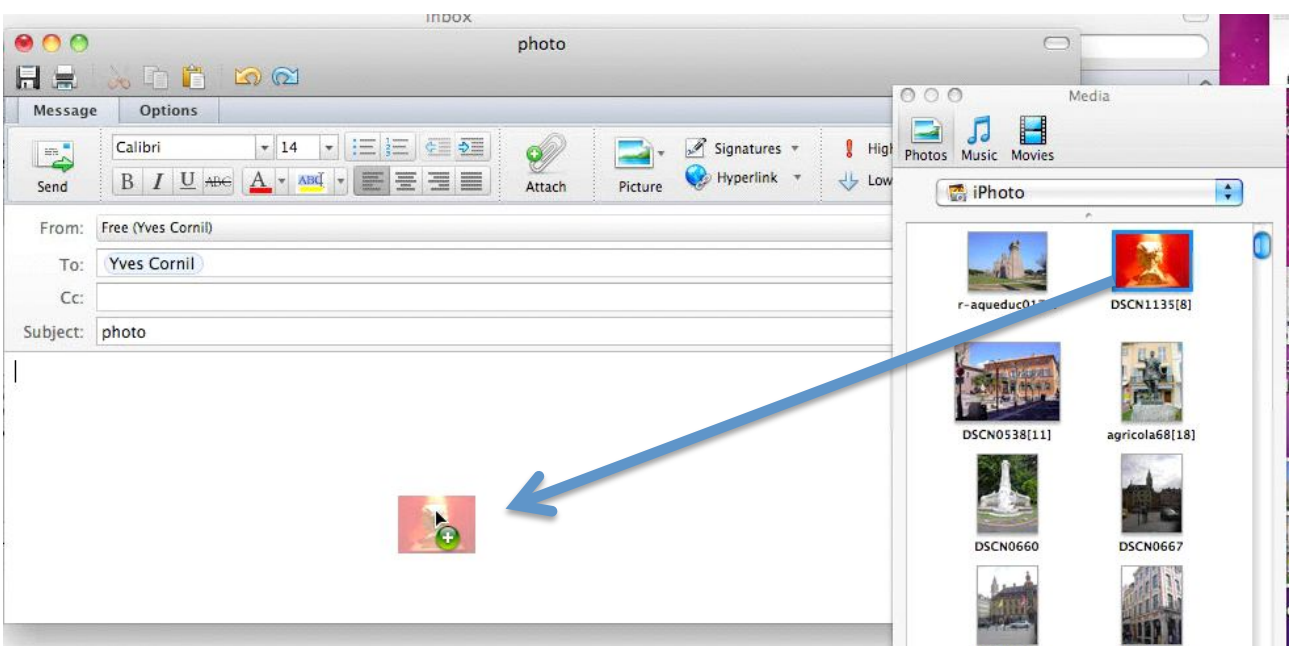 Inbox
photo
Message Options
Calibri 14
Signatures
High
B I U ABC A ABC
Hyperlink
Low
Send
Attach
Picture
From: Free (Yves Cornil)
To: Yves Cornil
Cc:
Subject: photo
Media
Photos Music Movies
iPhoto
DSCN1135[8]
DSCN0538[11] agricola68[18]
DSCN0660 DSCN0667